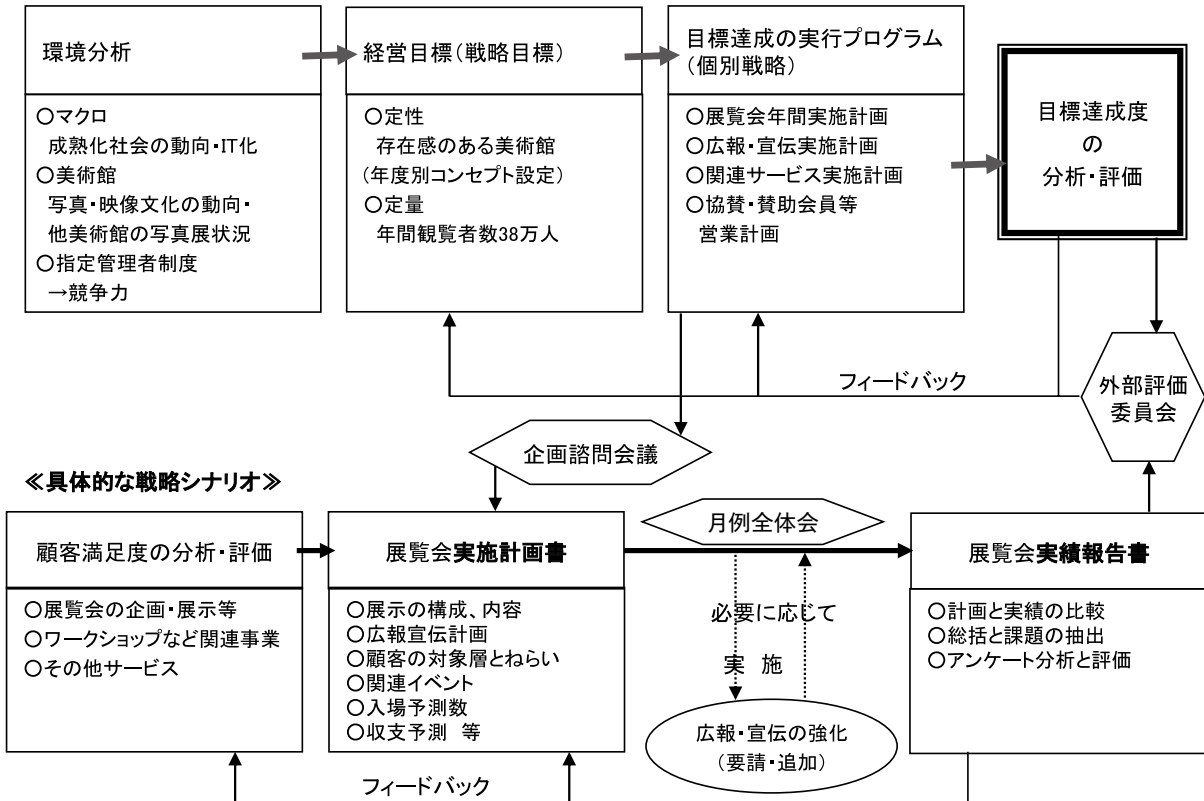 環境分析
○マクロ
成熟化社会の動向・IT化
○美術館
写真・映像文化の動向・
他美術館の写真展状況
○指定管理者制度
→競争力
経営目標(戦略目標)
○定性
存在感のある美術館
(年度別コンセプト設定)
○定量
年間観覧者数38万人
目標達成の実行プログラム
(個別戦略)
○展覧会年間実施計画
○広報・宣伝実施計画
○関連サービス実施計画
○協賛・賛助会員等
営業計画
目標達成度
の
分析・評価
フィードバック
外部評価
委員会
企画諮問会議
≪具体的な戦略シナリオ≫
顧客満足度の分析・評価
○展覧会の企画・展示等
○ワークショップなど関連事業
○その他サービス
展覧会実施計画書
○展示の構成、内容
○広報宣伝計画
○顧客の対象層とねらい
○関連イベント
○入場予測数
○収支予測 等
月例全体会
必要に応じて
実 施
広報・宣伝の強化
(要請・追加)
展覧会実績報告書
○計画と実績の比較
○総括と課題の抽出
○アンケート分析と評価
フィードバック